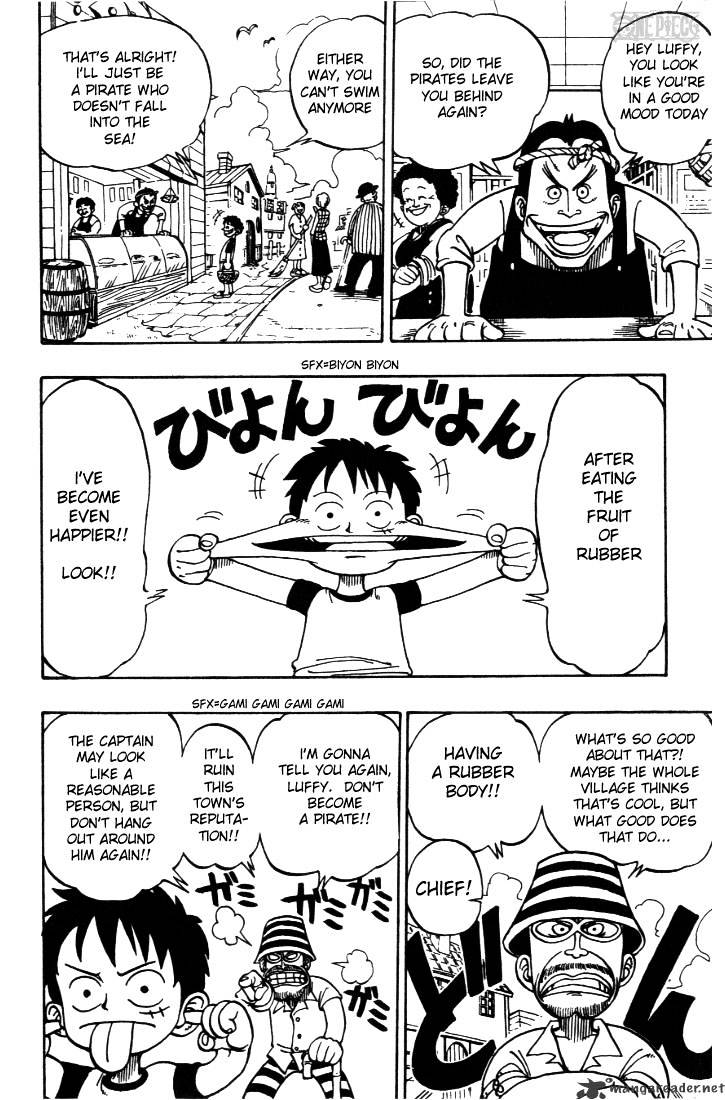 ONE PIECE
HEY LUFFY,
YOU LOOK
LIKE YOU'RE
IN A GOOD
MOOD TODAY
SO, DID THE
PIRATES LEAVE
YOU BEHIND
AGAIN?
EITHER
WAY, YOU
CAN'T SWIM
ANYMORE
THAT'S ALRIGHT!
I'LL JUST BE
A PIRATE WHO
DOESN'T FALL
INTO THE
SEA!
SFX=BIYON BIYON
びよん びよん
AFTER
EATING
THE
FRUIT
OF
RUBBER
I'VE
BECOME
EVEN
HAPPIER!!
LOOK!!
WHAT'S SO GOOD
ABOUT THAT?!
MAYBE THE WHOLE
VILLAGE THINKS
THAT'S COOL, BUT
WHAT GOOD DOES
THAT DO...
HAVING
A RUBBER
BODY!!
CHIEF!
どん
SFX=GAMI GAMI GAMI GAMI
I'M GONNA
TELL YOU AGAIN,
LUFFY. DON'T
BECOME
A PIRATE!!
IT'LL
RUIN
THIS
TOWN'S
REPUTA-
TION!!
THE CAPTAIN
MAY LOOK
LIKE A
REASONABLE
PERSON, BUT
DON'T HANG
OUT AROUND
HIM AGAIN!!
ガミ ガミ
ガミ ガミ
8
mangareader.net